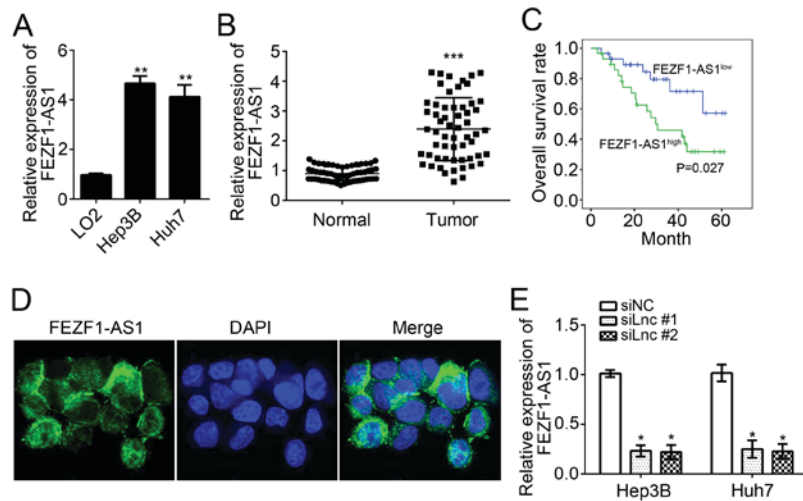 A
Relative expression of
FEZF1-AS1
6
4
2
0
**
**
LO2
Hep3B
Huh7
B
Relative expression of
FEZF1-AS1
5
4
3
2
1
0
***
Normal
Tumor
C
Overall survival rate
1.0
0.8
0.6
0.4
0.2
0.0
FEZF1-AS1low
FEZF1-AS1high
P=0.027
0 20 40 60
Month
D
FEZF1-AS1
DAPI
Merge
E
siNC
siLnc #1
siLnc #2
Relative expression of
FEZF1-AS1
1.5
1.0
0.5
0.0
* *
* *
Hep3B
Huh7